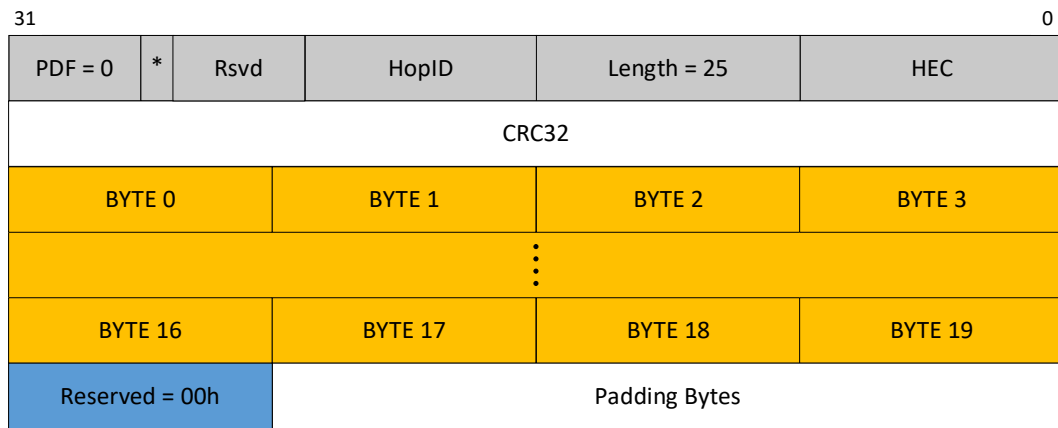 31 0
PDF = 0 * Rsvd HopID Length = 25 HEC
CRC32
BYTE 0 BYTE 1 BYTE 2 BYTE 3
BYTE 16 BYTE 17 BYTE 18 BYTE 19
Reserved = 00h Padding Bytes